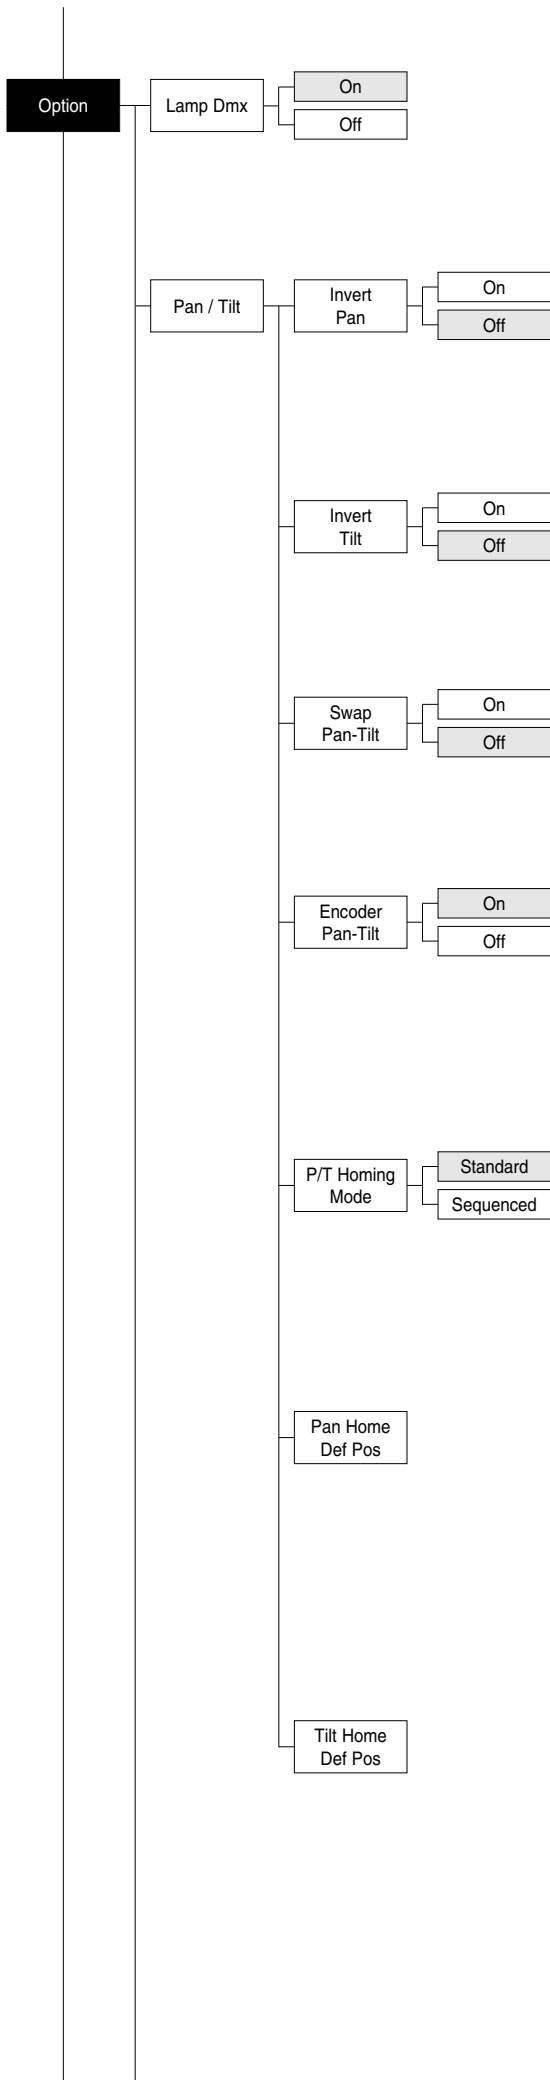 On
Option
Lamp Dmx
Off
On
Pan / Tilt
Invert
Pan
Off
On
Invert
Tilt
Off
On
Swap
Pan-Tilt
Off
On
Encoder
Pan-Tilt
Off
Standard
P/T Homing
Mode
Sequenced
Pan Home
Def Pos
Tilt Home
Def Pos